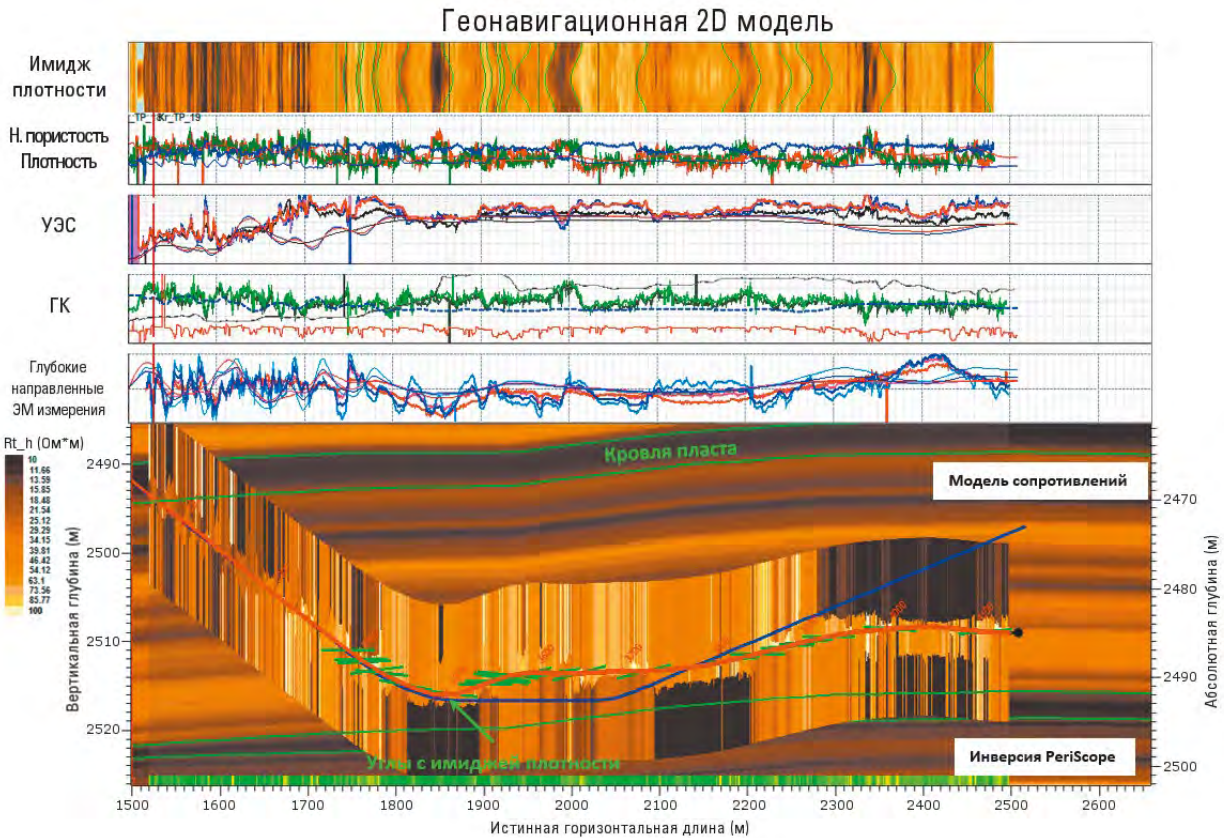 Геонавигационная 2D модель
Имидж
плотности
Н. пористость
Плотность
УЭС
ГК
Глубокие
направленные
ЭМ измерения
Rt_h (Ом*м)
10
11.66
13.59
15.85
18.48
21.54
25.12
29.29
34.15
39.81
46.42
54.12
63.1
73.56
85.77
100
Вертикальная глубина (м)
2490
2500
2510
2520
Кровля пласта
Модель сопротивлений
Углы с имиджей плотности
Инверсия PeriScope
2470
2480
2490
2500
Абсолютная глубина (м)
1500 1600 1700 1800 1900 2000 2100 2200 2300 2400 2500 2600
Истинная горизонтальная длина (м)